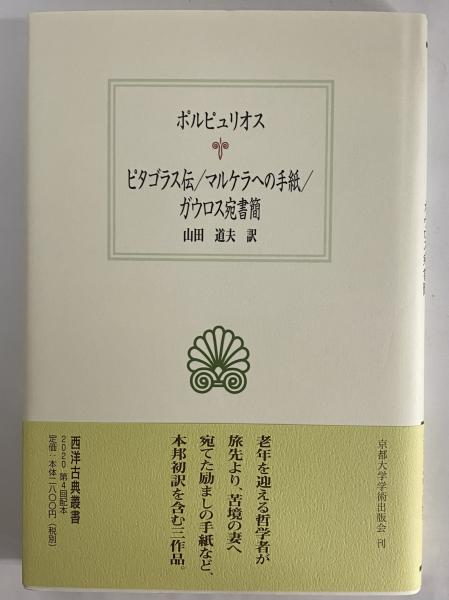 ポルピュリオス
ピタゴラス伝/マルケラへの手紙/
ガウロス宛書簡
山田 道夫 訳
京都大学学術出版会 刊
老年を迎える哲学者が
旅先より、苦境の妻へ
宛てた励ましの手紙など、
本邦初訳を含む三作品。
西洋古典叢書
2020 第4回配本
定価:本体二八〇〇円(税別)